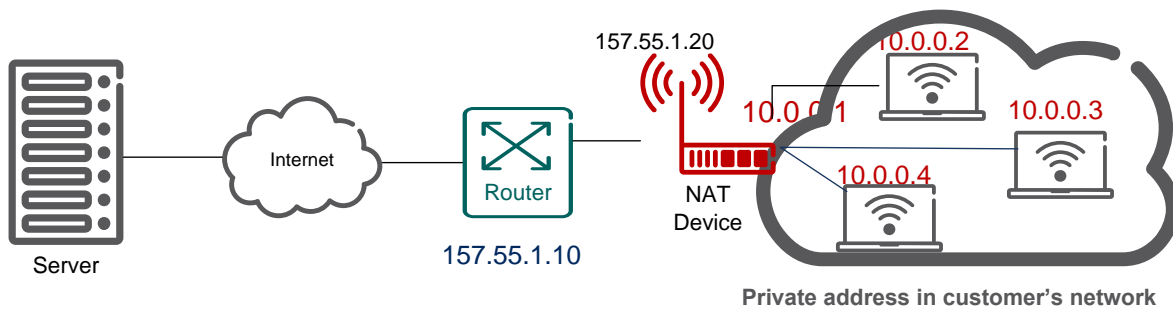 157.55.1.20
10.0.0.2
10.0.0.1
10.0.0.3
Internet
Router
NAT
Device
10.0.0.4
157.55.1.10
Server
Private address in customer’s network